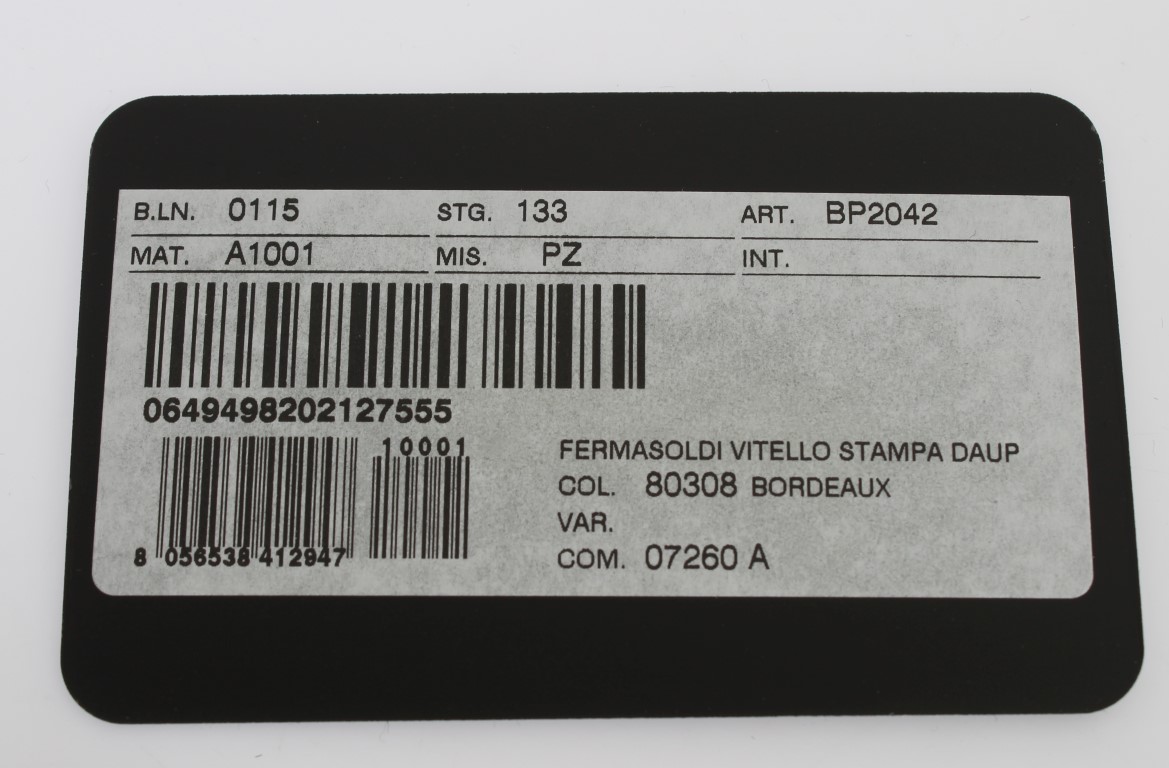 B.LN. 0115 STG. 133 ART. BP2042
MAT. A1001 MIS. PZ INT.
0649498202127555
10001
8 056538 412947
FERMASOLDI VITELLO STAMPA DAUP
COL. 80308 BORDEAUX
VAR.
COM. 07260 A